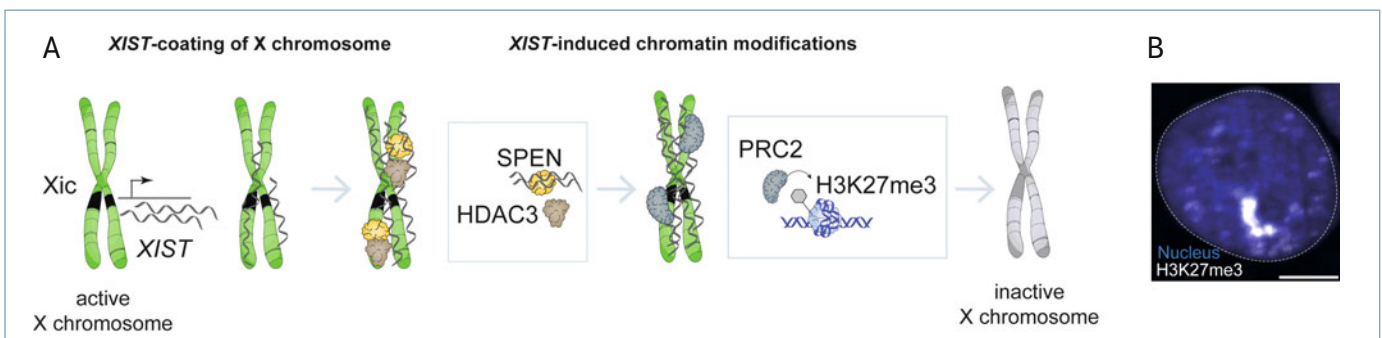 A
XIST-coating of X chromosome
XIST-induced chromatin modifications
B
Xic
XIST
active
X chromosome
SPEN
HDAC3
PRC2
H3K27me3
inactive
X chromosome
Nucleus
H3K27me3